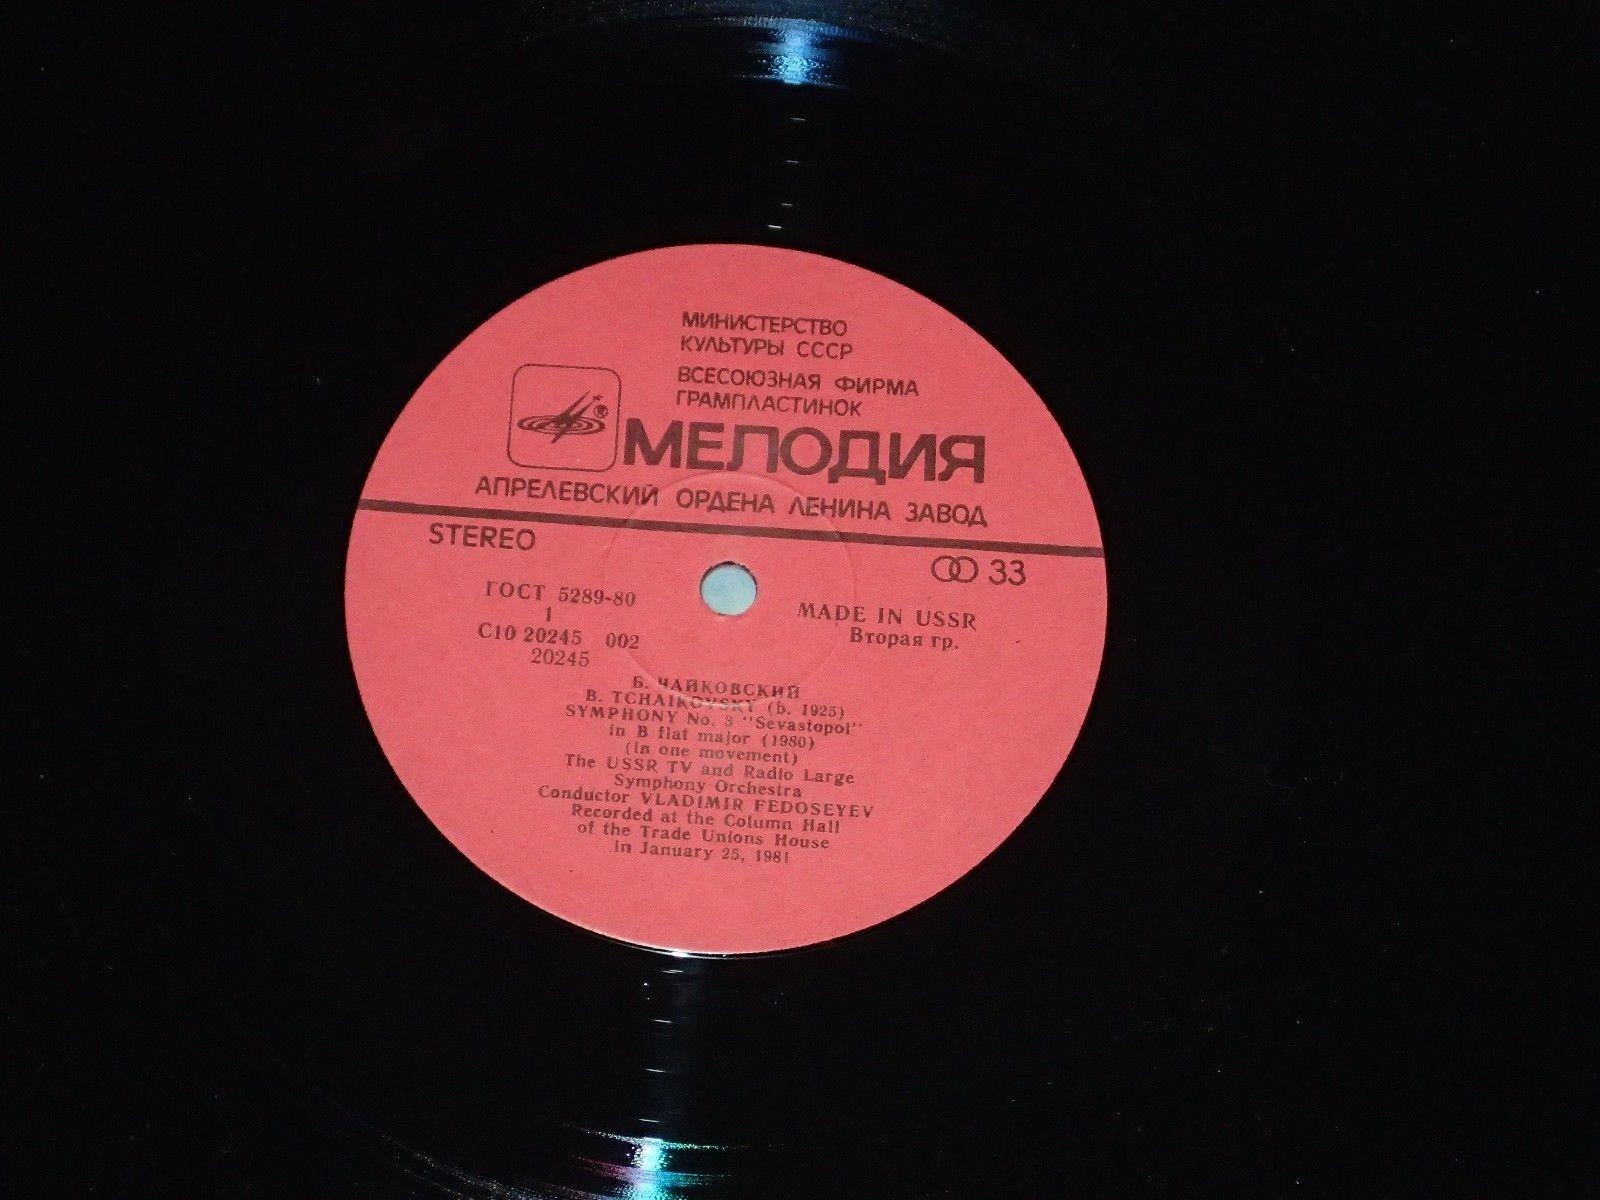 МИНИСТЕРСТВО
КУЛЬТУРЫ СССР
ВСЕСОЮЗНАЯ ФИРМА
ГРАМПЛАСТИНОК
®
МЕЛОДИЯ
АПРЕЛЕВСКИЙ ОРДЕНА ЛЕНИНА ЗАВОД
STEREO
33
ГОСТ 5289-80
1
С10 20245 002
20245
MADE IN USSR
Вторая гр.
Б. ЧАЙКОВСКИЙ
B. TCHAIKOVSKY (b. 1925)
SYMPHONY No. 3 "Sevastopol"
in B flat major (1980)
(in one movement)
The USSR TV and Radio Large
Symphony Orchestra
Conductor VLADIMIR FEDOSEYEV
Recorded at the Column Hall
of the Trade Unions House
in January 25, 1981